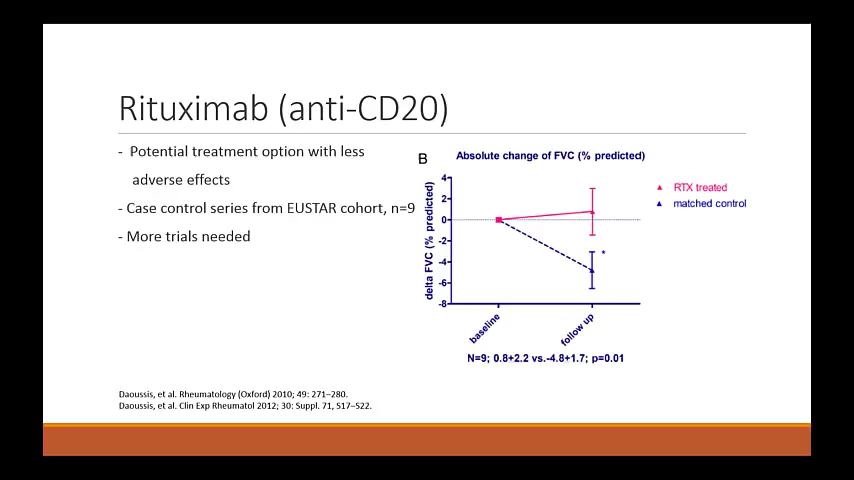 Rituximab (anti-CD20)
- Potential treatment option with less
adverse effects
- Case control series from EUSTAR cohort, n=9
- More trials needed
B
Absolute change of FVC (% predicted)
delta FVC (% predicted)
4
2
0
-2
-4
-6
-8
*
baseline
follow up
RTX treated
matched control
N=9; 0.8+2.2 vs.-4.8+1.7; p=0.01
Daoussis, et al. Rheumatology (Oxford) 2010; 49: 271–280.
Daoussis, et al. Clin Exp Rheumatol 2012; 30: Suppl. 71, S17–S22.